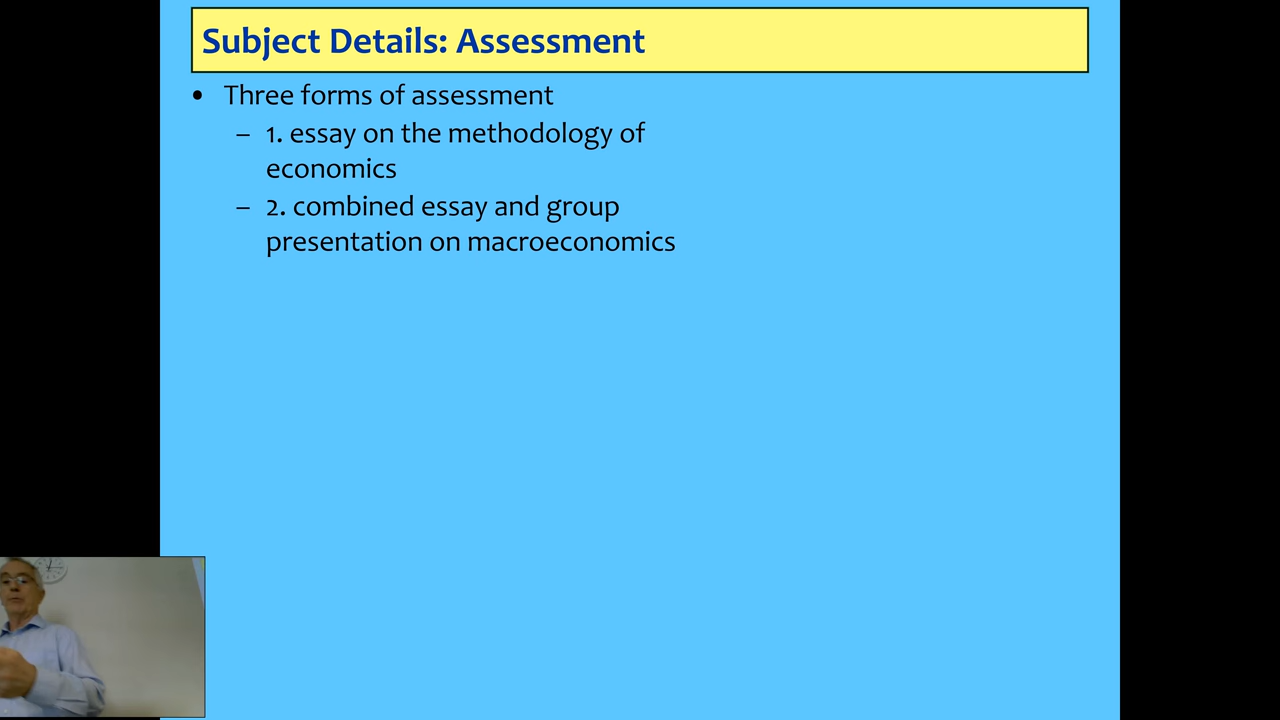 Subject Details: Assessment
• Three forms of assessment
– 1. essay on the methodology of
economics
– 2. combined essay and group
presentation on macroeconomics